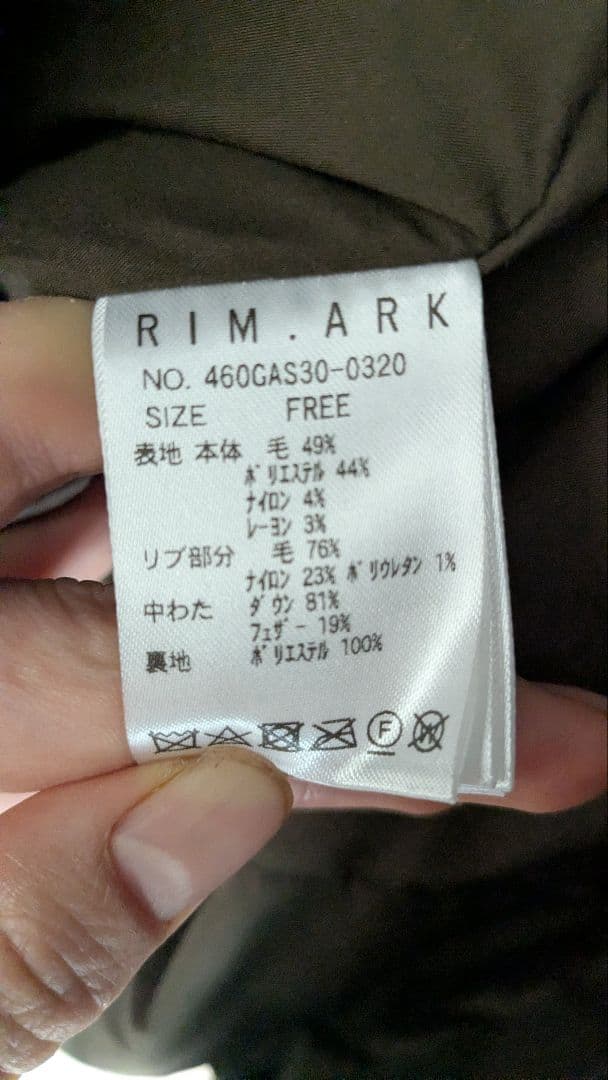 RIM.ARK
NO. 460GAS30-0320
SIZE FREE
表地 本体 毛 49%
ポリエステル 44%
ナイロン 4%
レーヨン 3%
リブ部分 毛 76%
ナイロン 23% ポリウレタン 1%
中わた ダウン 81%
フェザー 19%
裏地 ポリエステル 100%
F
W